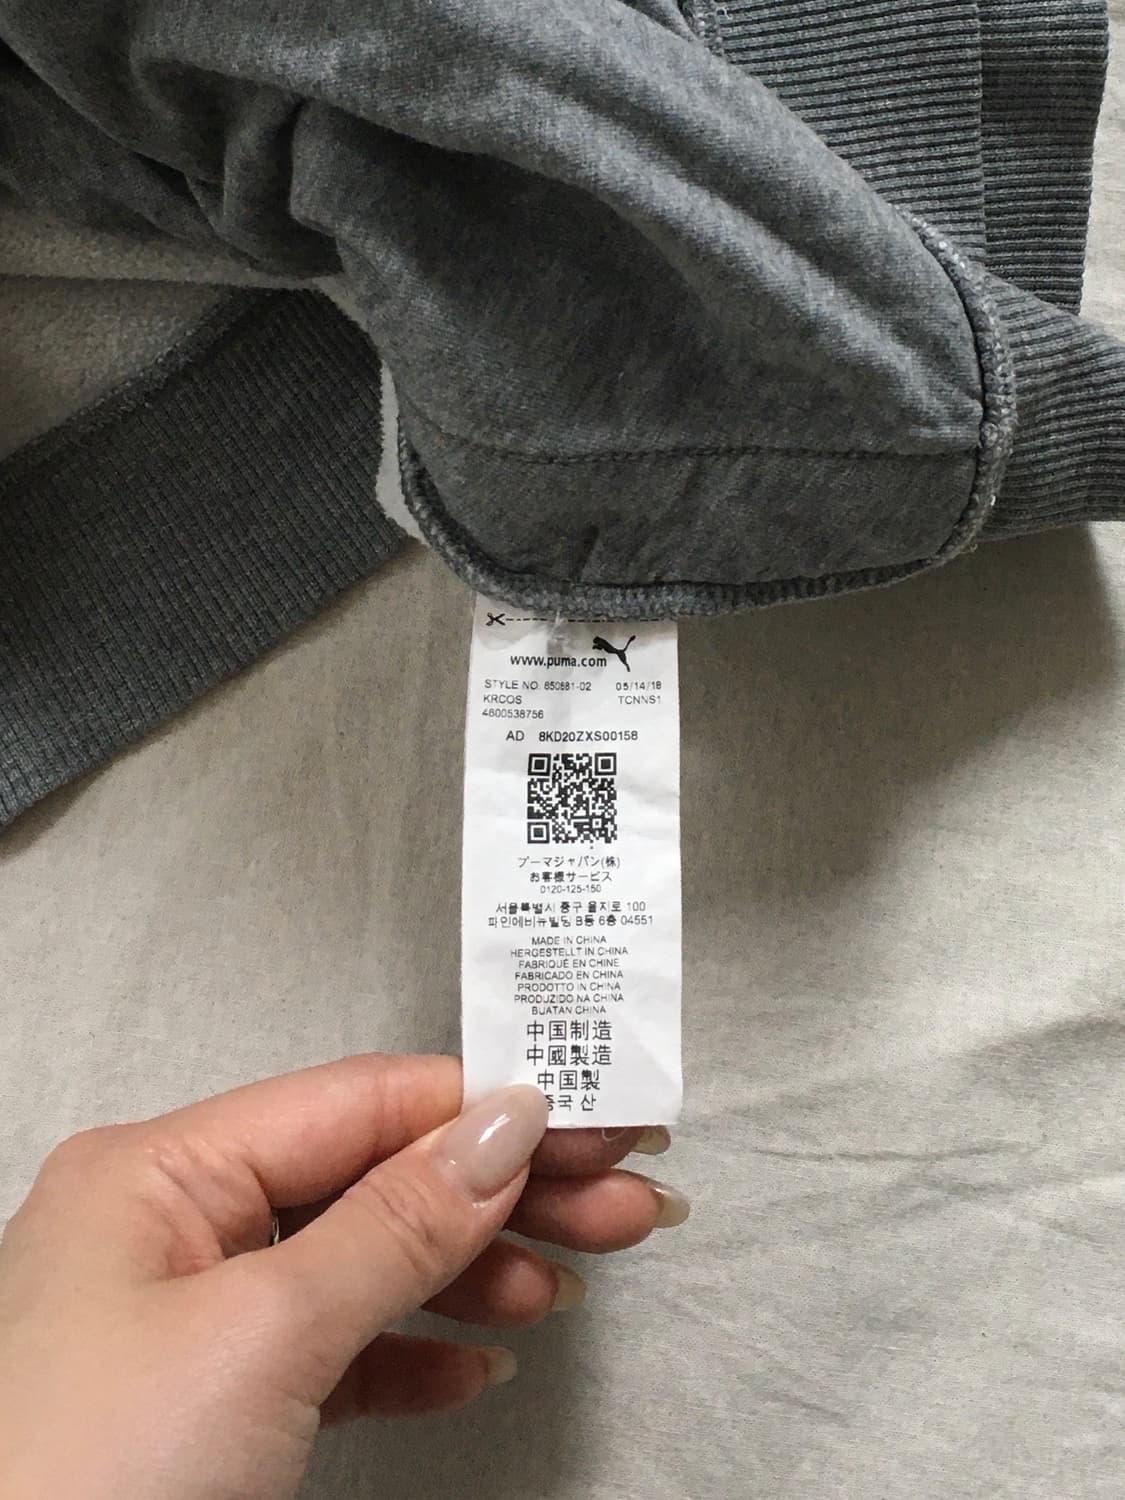 www.puma.com
STYLE NO. 850881-02 05/14/18
KRCOS TCNNS1
4600538756
AD 8KD20ZXS00158
プーマジャパン(株)
お客様サービス
0120-125-150
서울특별시 중구 을지로 100
파인에비뉴빌딩 B동 6층 04551
MADE IN CHINA
HERGESTELLT IN CHINA
FABRIQUÉ EN CHINE
FABRICADO EN CHINA
PRODOTTO IN CHINA
PRODUZIDO NA CHINA
BUATAN CHINA
中国制造
中國製造
中国製
중국 산